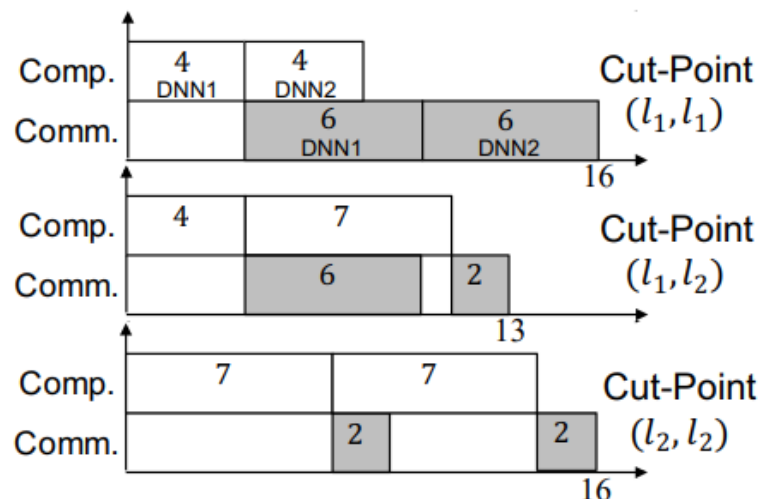 Comp. 4 4 Cut-Point
DNN1 DNN2
Comm. 6 6 (l₁, l₁)
DNN1 DNN2
16
Comp. 4 7 Cut-Point
Comm. 6 2 (l₁, l₂)
13
Comp. 7 7 Cut-Point
Comm. 2 2 (l₂, l₂)
16